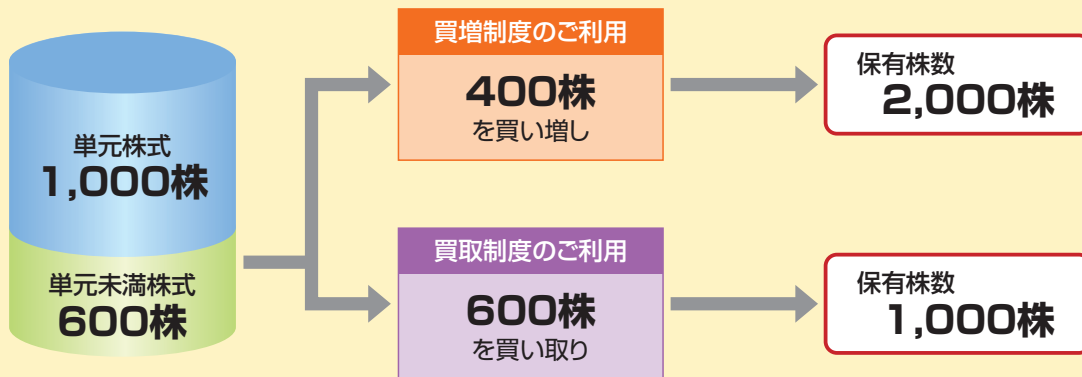 単元株式
1,000株
単元未満株式
600株
買増制度のご利用
400株
を買い増し
保有株数
2,000株
買取制度のご利用
600株
を買い取り
保有株数
1,000株